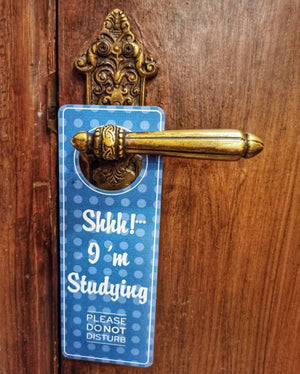 Shhh!...
I'm
Studying
PLEASE
DO NOT
DISTURB